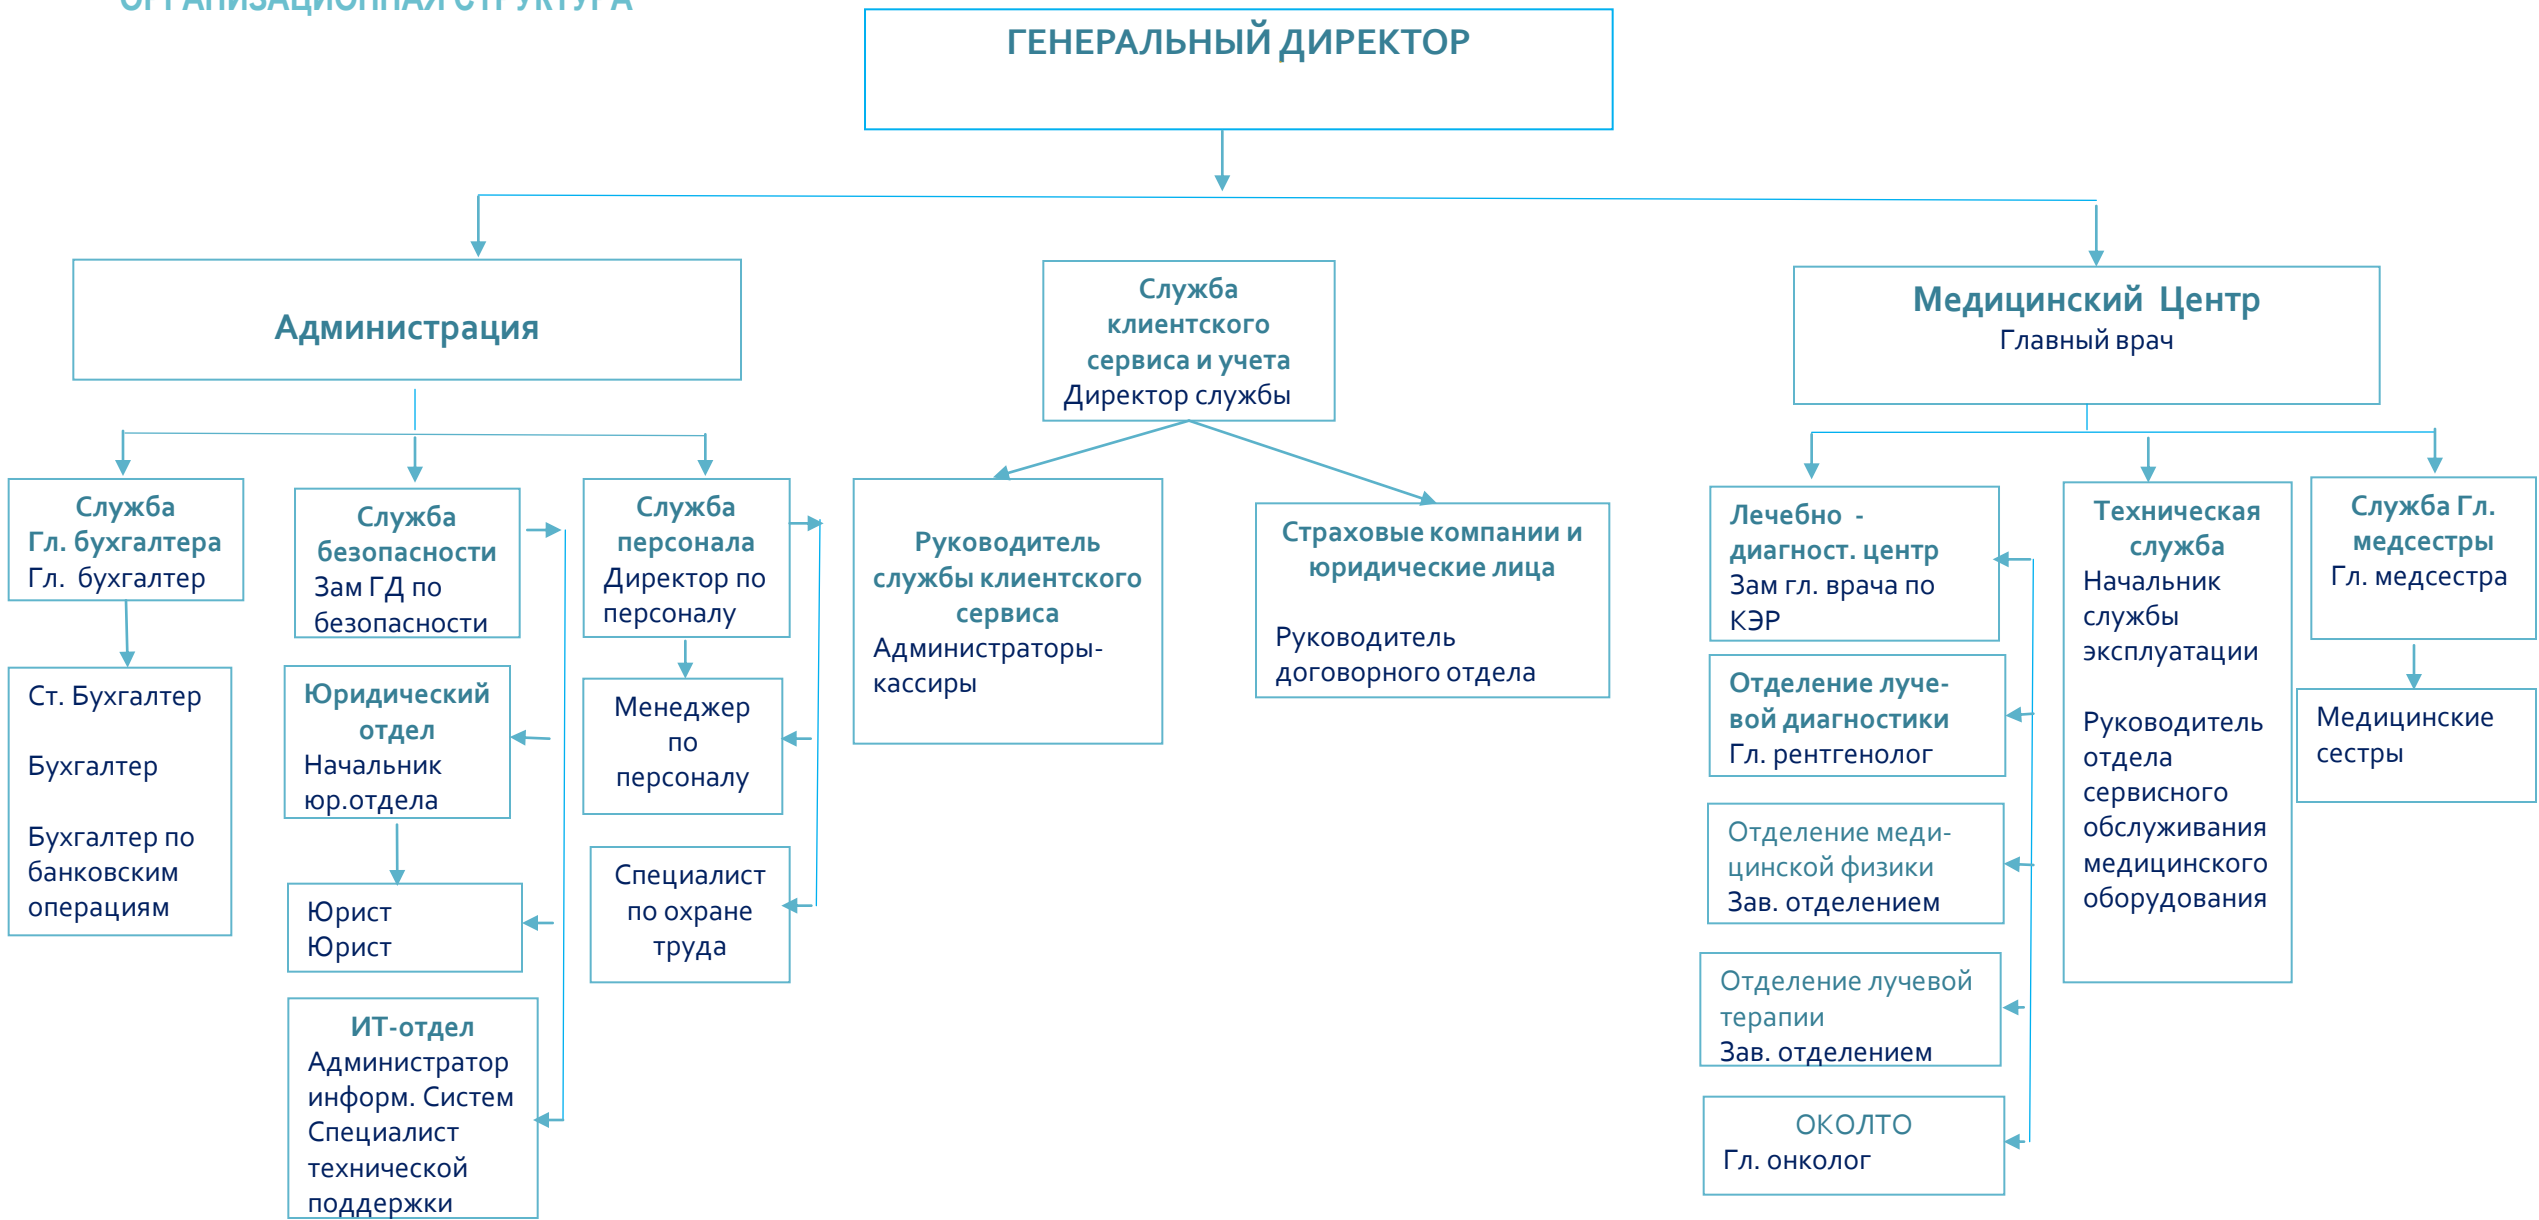 ОРГАНИЗАЦИОННАЯ СТРУКТУРА
ГЕНЕРАЛЬНЫЙ ДИРЕКТОР
Администрация
Служба
клиентского
сервиса и учета
Директор службы
Медицинский Центр
Главный врач
Служба
Гл. бухгалтера
Гл. бухгалтер
Служба
безопасности
Зам ГД по
безопасности
Служба
персонала
Директор по
персоналу
Руководитель
службы клиентского
сервиса
Администраторы-
кассиры
Страховые компании и
юридические лица
Руководитель
договорного отдела
Лечебно -
диагност. центр
Зам гл. врача по
КЭР
Техническая
служба
Начальник
службы
эксплуатации
Руководитель
отдела
сервисного
обслуживания
медицинского
оборудования
Служба Гл.
медсестры
Гл. медсестра
Ст. Бухгалтер
Бухгалтер
Бухгалтер по
банковским
операциям
Юридический
отдел
Начальник
юр.отдела
Менеджер
по
персоналу
Отделение луче-
вой диагностики
Гл. рентгенолог
Медицинские
сестры
Юрист
Юрист
Специалист
по охране
труда
Отделение меди-
цинской физики
Зав. отделением
Отделение лучевой
терапии
Зав. отделением
ИТ-отдел
Администратор
информ. Систем
Специалист
технической
поддержки
ОКОЛТО
Гл. онколог